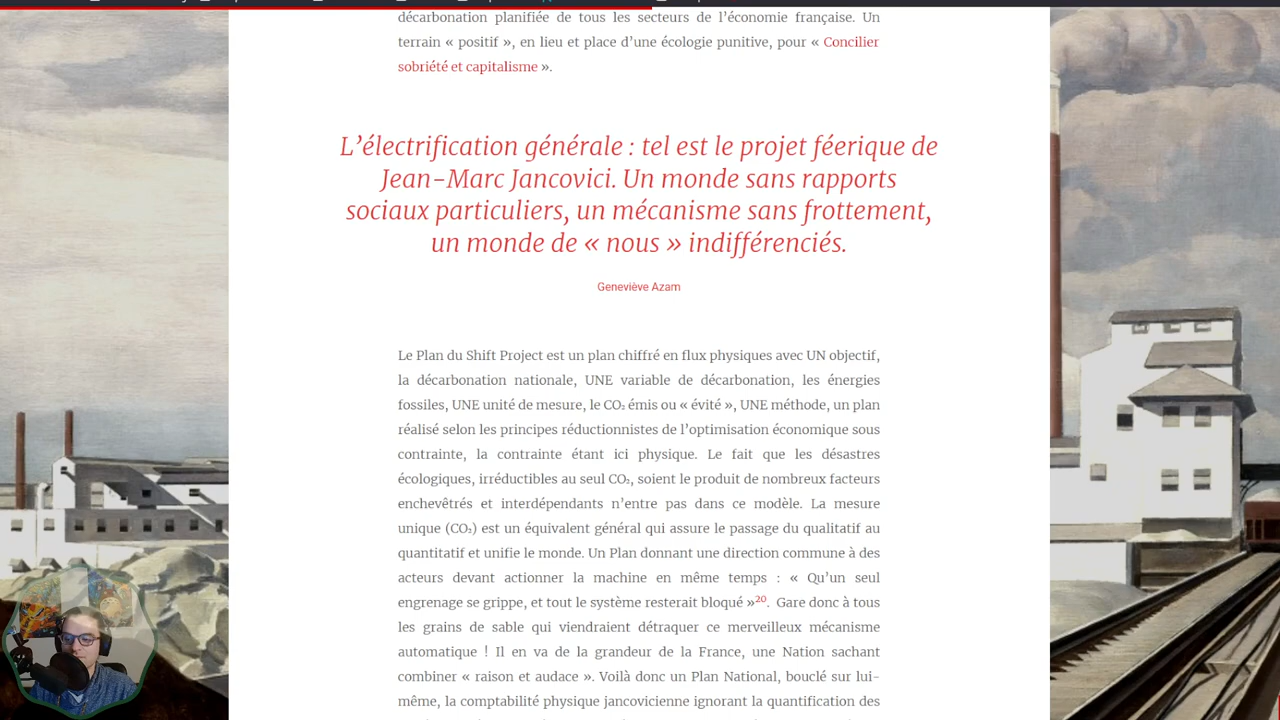 décarbonation planifiée de tous les secteurs de l’économie française. Un
terrain « positif », en lieu et place d’une écologie punitive, pour « Concilier
sobriété et capitalisme ».
L’électrification générale : tel est le projet féerique de
Jean-Marc Jancovici. Un monde sans rapports
sociaux particuliers, un mécanisme sans frottement,
un monde de « nous » indifférenciés.
Geneviève Azam
Le Plan du Shift Project est un plan chiffré en flux physiques avec UN objectif,
la décarbonation nationale, UNE variable de décarbonation, les énergies
fossiles, UNE unité de mesure, le CO₂ émis ou « évité », UNE méthode, un plan
réalisé selon les principes réductionnistes de l’optimisation économique sous
contrainte, la contrainte étant ici physique. Le fait que les désastres
écologiques, irréductibles au seul CO₂, soient le produit de nombreux facteurs
enchevêtrés et interdépendants n’entre pas dans ce modèle. La mesure
unique (CO₂) est un équivalent général qui assure le passage du qualitatif au
quantitatif et unifie le monde. Un Plan donnant une direction commune à des
acteurs devant actionner la machine en même temps : « Qu’un seul
engrenage se grippe, et tout le système resterait bloqué »²⁰. Gare donc à tous
les grains de sable qui viendraient détraquer ce merveilleux mécanisme
automatique ! Il en va de la grandeur de la France, une Nation sachant
combiner « raison et audace ». Voilà donc un Plan National, bouclé sur lui-
même, la comptabilité physique jancovicienne ignorant la quantification des